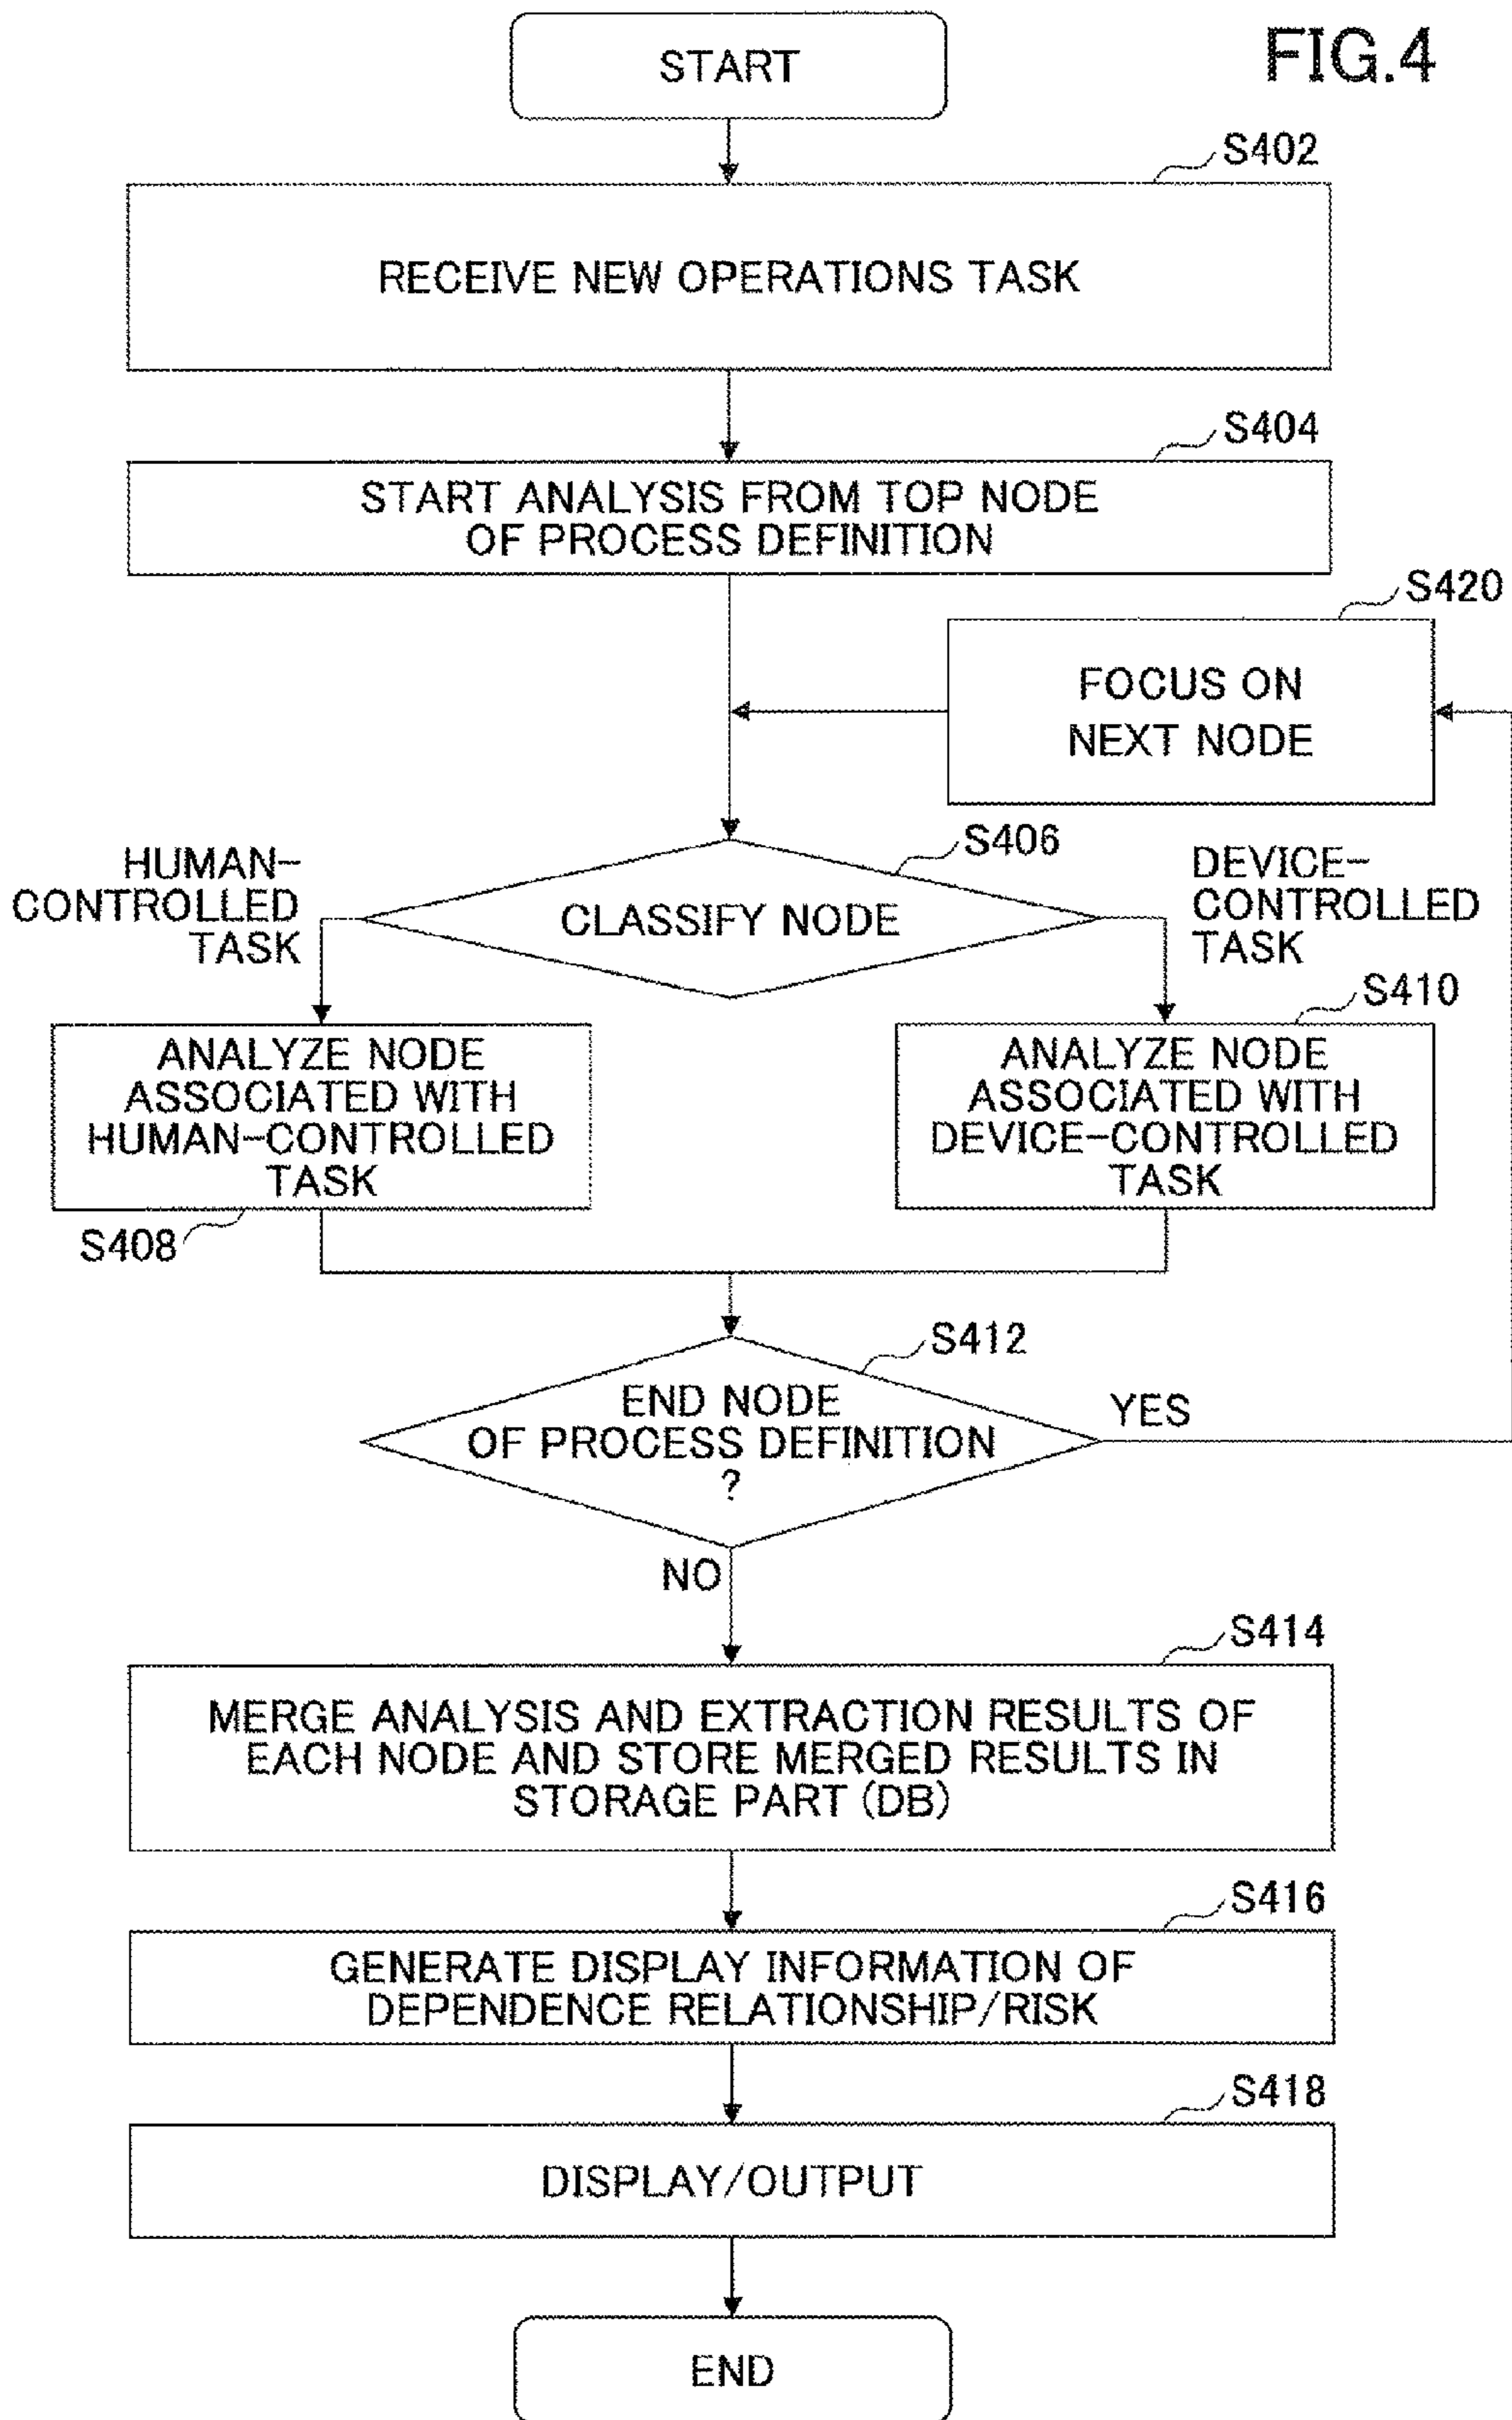 FIG.4
START
S402
RECEIVE NEW OPERATIONS TASK
S404
START ANALYSIS FROM TOP NODE
OF PROCESS DEFINITION
S420
FOCUS ON
NEXT NODE
S406
CLASSIFY NODE
HUMAN-
CONTROLLED
TASK
DEVICE-
CONTROLLED
TASK
ANALYZE NODE
ASSOCIATED WITH
HUMAN-CONTROLLED
TASK
S408
S410
ANALYZE NODE
ASSOCIATED WITH
DEVICE-CONTROLLED
TASK
S412
END NODE
OF PROCESS DEFINITION
?
YES
NO
S414
MERGE ANALYSIS AND EXTRACTION RESULTS OF
EACH NODE AND STORE MERGED RESULTS IN
STORAGE PART (DB)
S416
GENERATE DISPLAY INFORMATION OF
DEPENDENCE RELATIONSHIP/RISK
S418
DISPLAY/OUTPUT
END